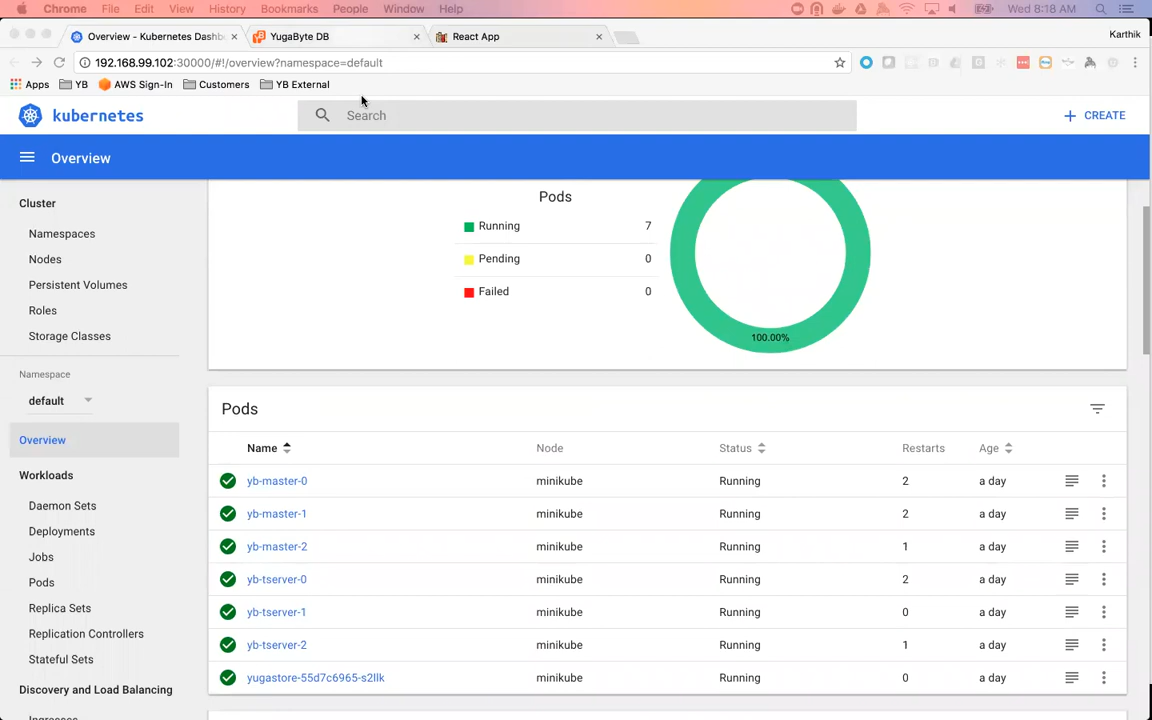 Chrome File Edit View History Bookmarks People Window Help Wed 8:18 AM
Overview - Kubernetes Dashb YugaByte DB React App Karthik
192.168.99.102:30000/#!/overview?namespace=default
Apps YB AWS Sign-In Customers YB External
kubernetes Search + CREATE
Overview
Cluster
Namespaces
Nodes
Persistent Volumes
Roles
Storage Classes
Namespace
default
Overview
Workloads
Daemon Sets
Deployments
Jobs
Pods
Replica Sets
Replication Controllers
Stateful Sets
Discovery and Load Balancing
Ingresses
Pods
Running 7
Pending 0
Failed 0
100.00%
Pods
Name Node Status Restarts Age
yb-master-0 minikube Running 2 a day
yb-master-1 minikube Running 2 a day
yb-master-2 minikube Running 1 a day
yb-tserver-0 minikube Running 2 a day
yb-tserver-1 minikube Running 0 a day
yb-tserver-2 minikube Running 1 a day
yugastore-55d7c6965-s2llk minikube Running 0 a day